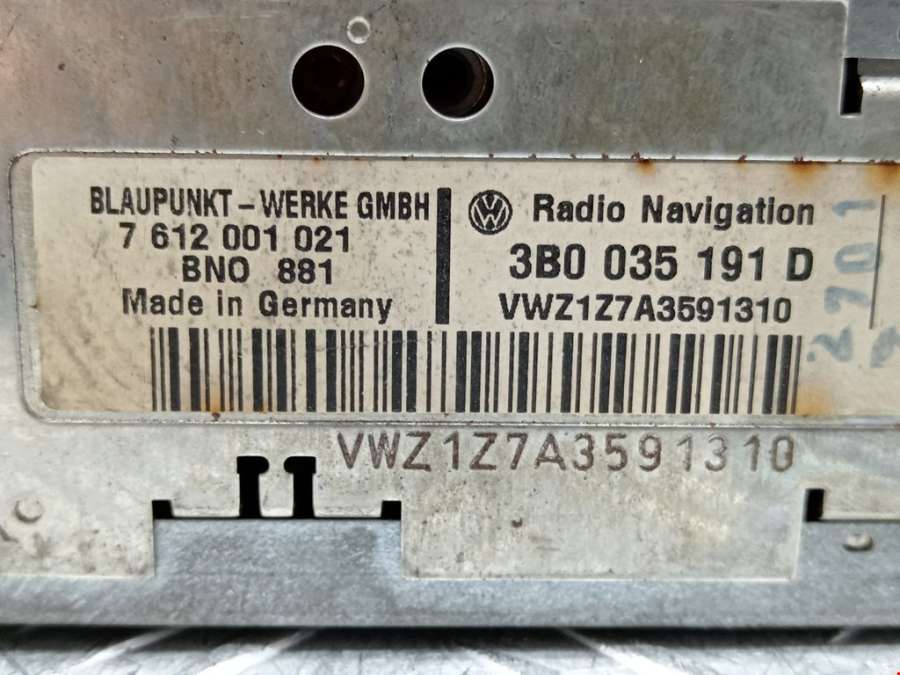 BLAUPUNKT - WERKE GMBH
7 612 001 021
BNO 881
Made in Germany
Radio Navigation
3B0 035 191 D
VWZ1Z7A3591310
2701
VWZ1Z7A3591310